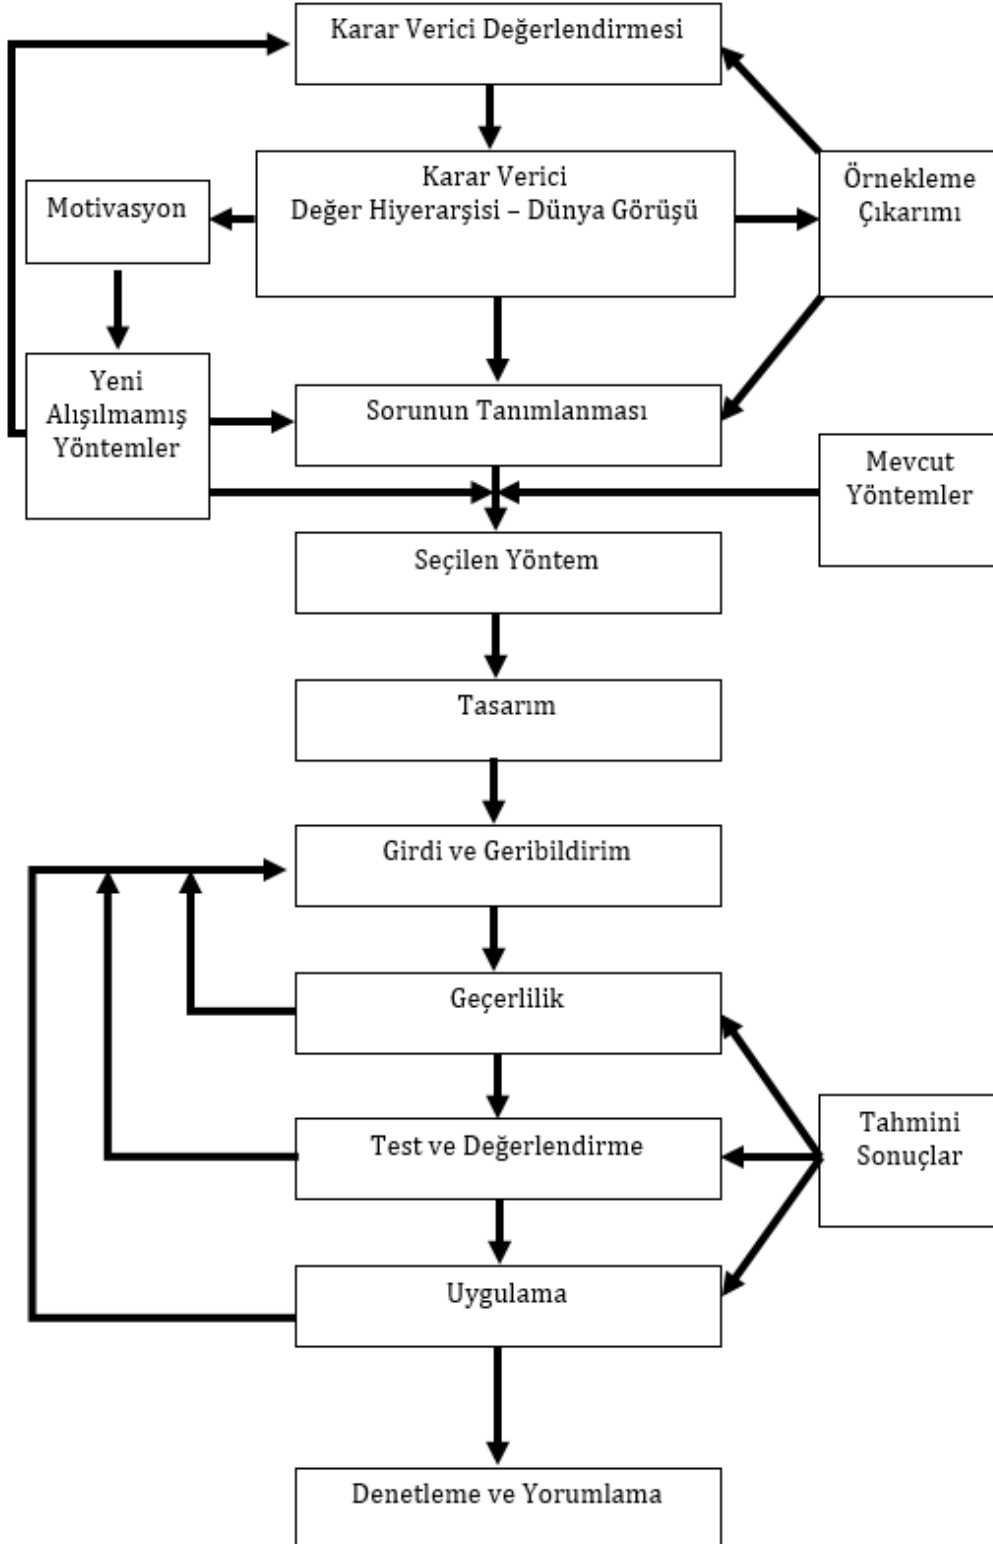 Karar Verici Değerlendirmesi
Karar Verici
Değer Hiyerarşisi – Dünya Görüşü
Motivasyon
Örnekleme
Çıkarımı
Yeni
Alışılmamış
Yöntemler
Sorunun Tanımlanması
Mevcut
Yöntemler
Seçilen Yöntem
Tasarım
Girdi ve Geribildirim
Geçerlilik
Test ve Değerlendirme
Tahmini
Sonuçlar
Uygulama
Denetleme ve Yorumlama